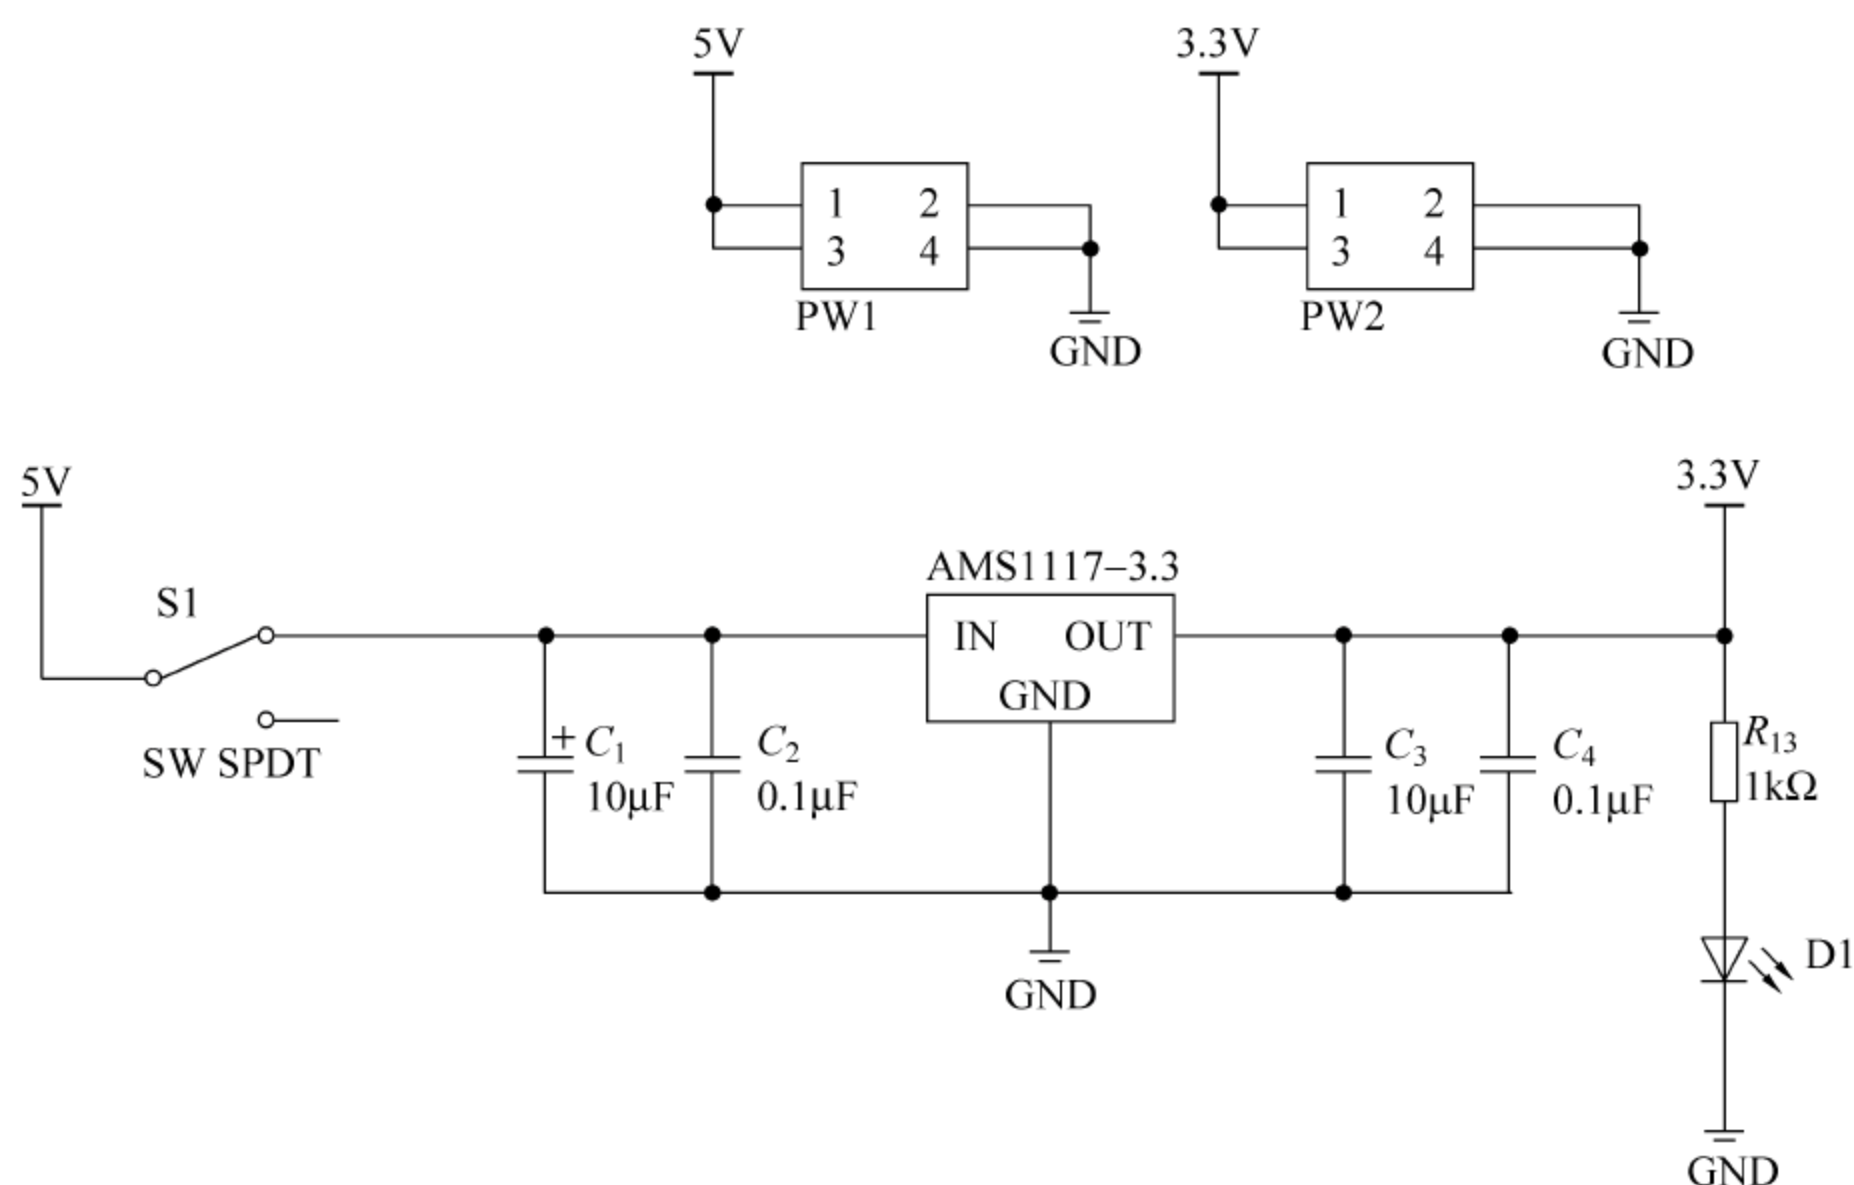 5V
3.3V
1 2
3 4
PW1
GND
1 2
3 4
PW2
GND
5V
S1
SW SPDT
+ C1
10μF
C2
0.1μF
AMS1117−3.3
IN OUT
GND
GND
C3
10μF
C4
0.1μF
3.3V
R13
1kΩ
D1
GND